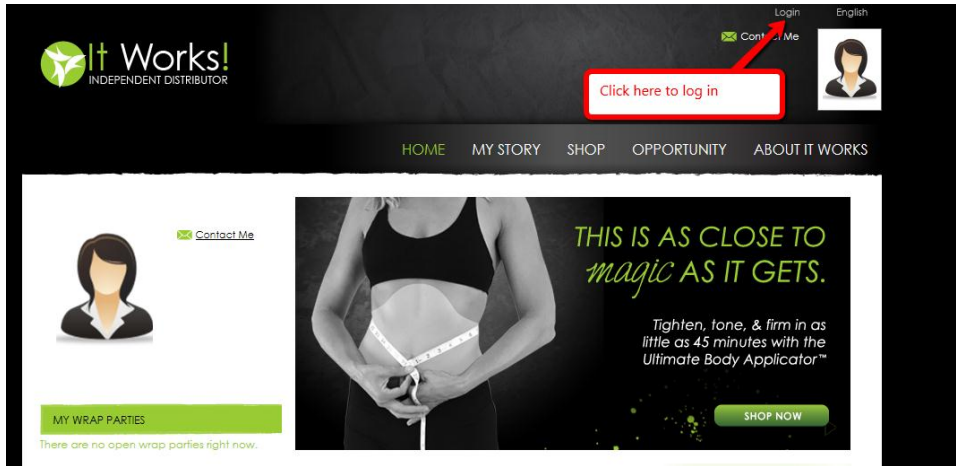 Login English
Contact Me
It Works!
INDEPENDENT DISTRIBUTOR
Click here to log in
HOME MY STORY SHOP OPPORTUNITY ABOUT IT WORKS
Contact Me
THIS IS AS CLOSE TO
magic AS IT GETS.
Tighten, tone, & firm in as
little as 45 minutes with the
Ultimate Body Applicator™
SHOP NOW
MY WRAP PARTIES
There are no open wrap parties right now.